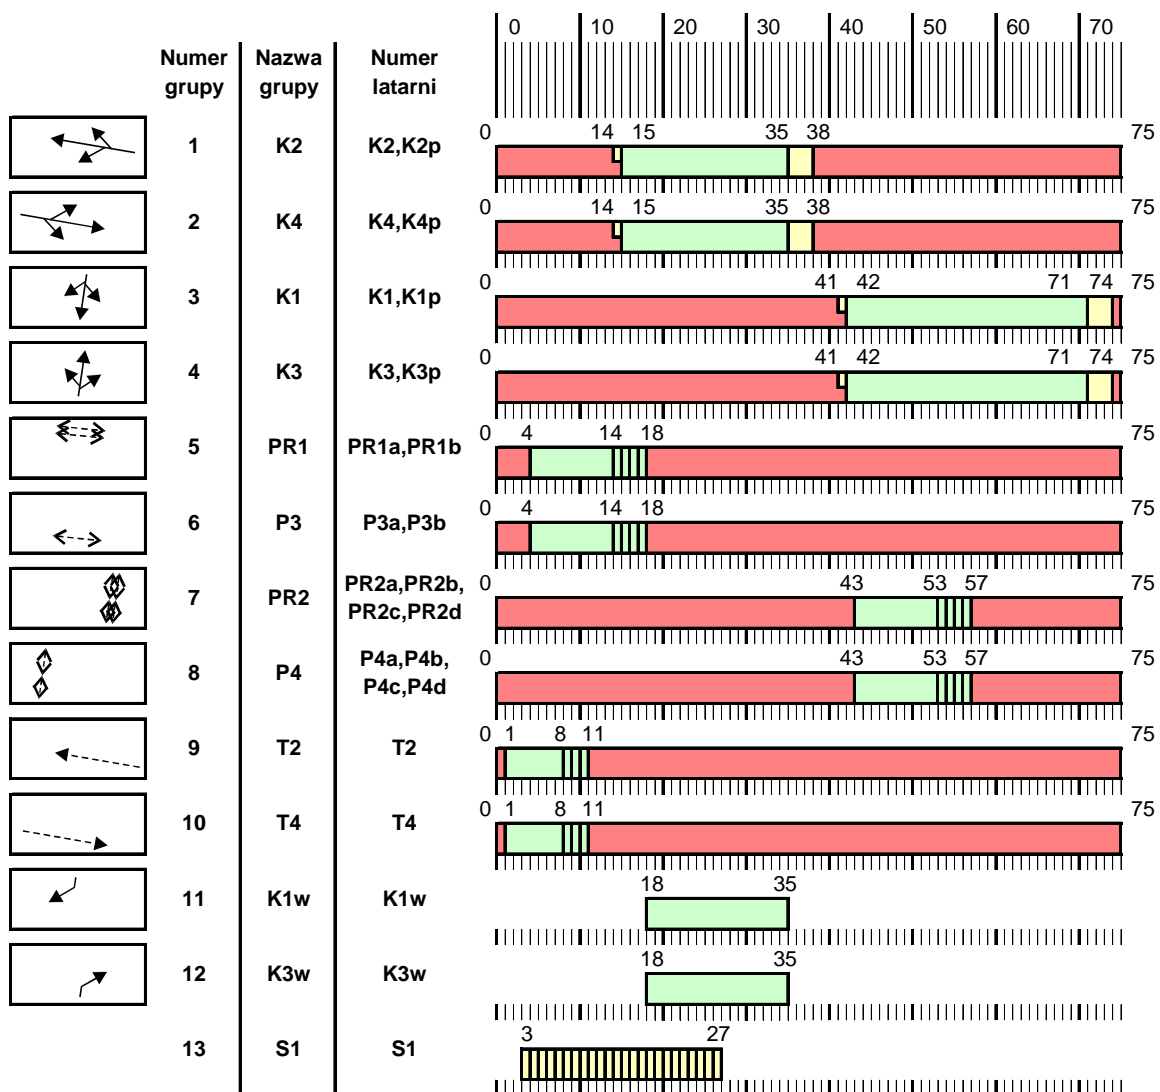 0 10 20 30 40 50 60 70
Numer Nazwa Numer
grupy grupy latarni
0 14 15 35 38 75
1 K2 K2,K2p
0 14 15 35 38 75
2 K4 K4,K4p
0 41 42 71 74 75
3 K1 K1,K1p
0 41 42 71 74 75
4 K3 K3,K3p
0 4 14 18 75
5 PR1 PR1a,PR1b
0 4 14 18 75
6 P3 P3a,P3b
PR2a,PR2b, 0 43 53 57 75
7 PR2 PR2c,PR2d
P4a,P4b, 0 43 53 57 75
8 P4 P4c,P4d
0 1 8 11 75
9 T2 T2
0 1 8 11 75
10 T4 T4
18 35
11 K1w K1w
18 35
12 K3w K3w
3 27
13 S1 S1